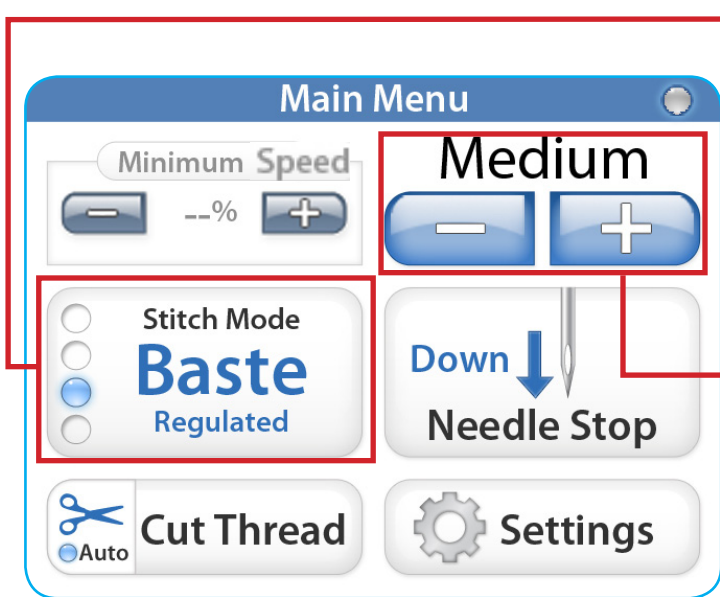 Main Menu
Minimum Speed
--%
Medium
Stitch Mode
Baste
Regulated
Down
Needle Stop
Auto
Cut Thread
Settings